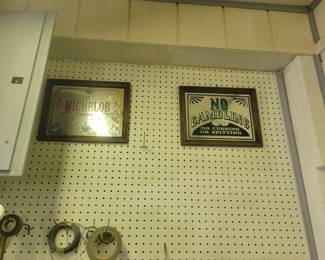 MICHELOB
NO
GAMBLING
OR CUSSING
OR SPITTING